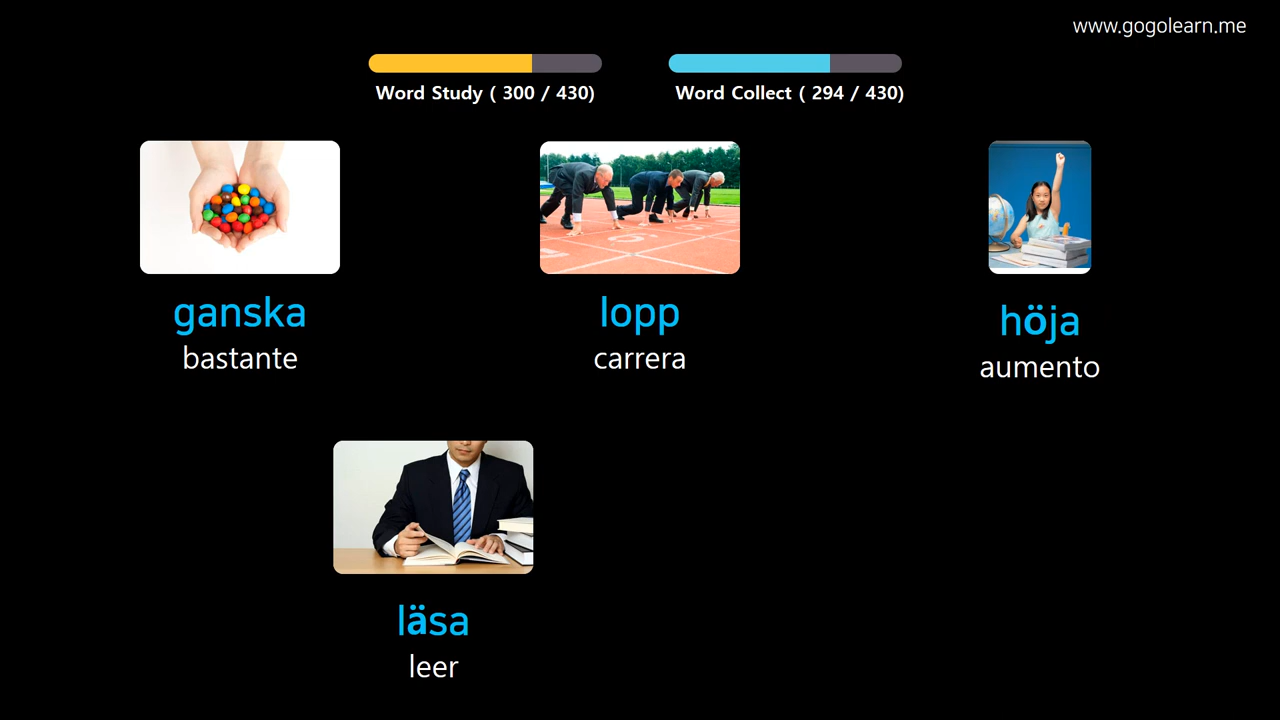 www.gogolearn.me
Word Study ( 300 / 430)
Word Collect ( 294 / 430)
ganska
bastante
lopp
carrera
höja
aumento
läsa
leer